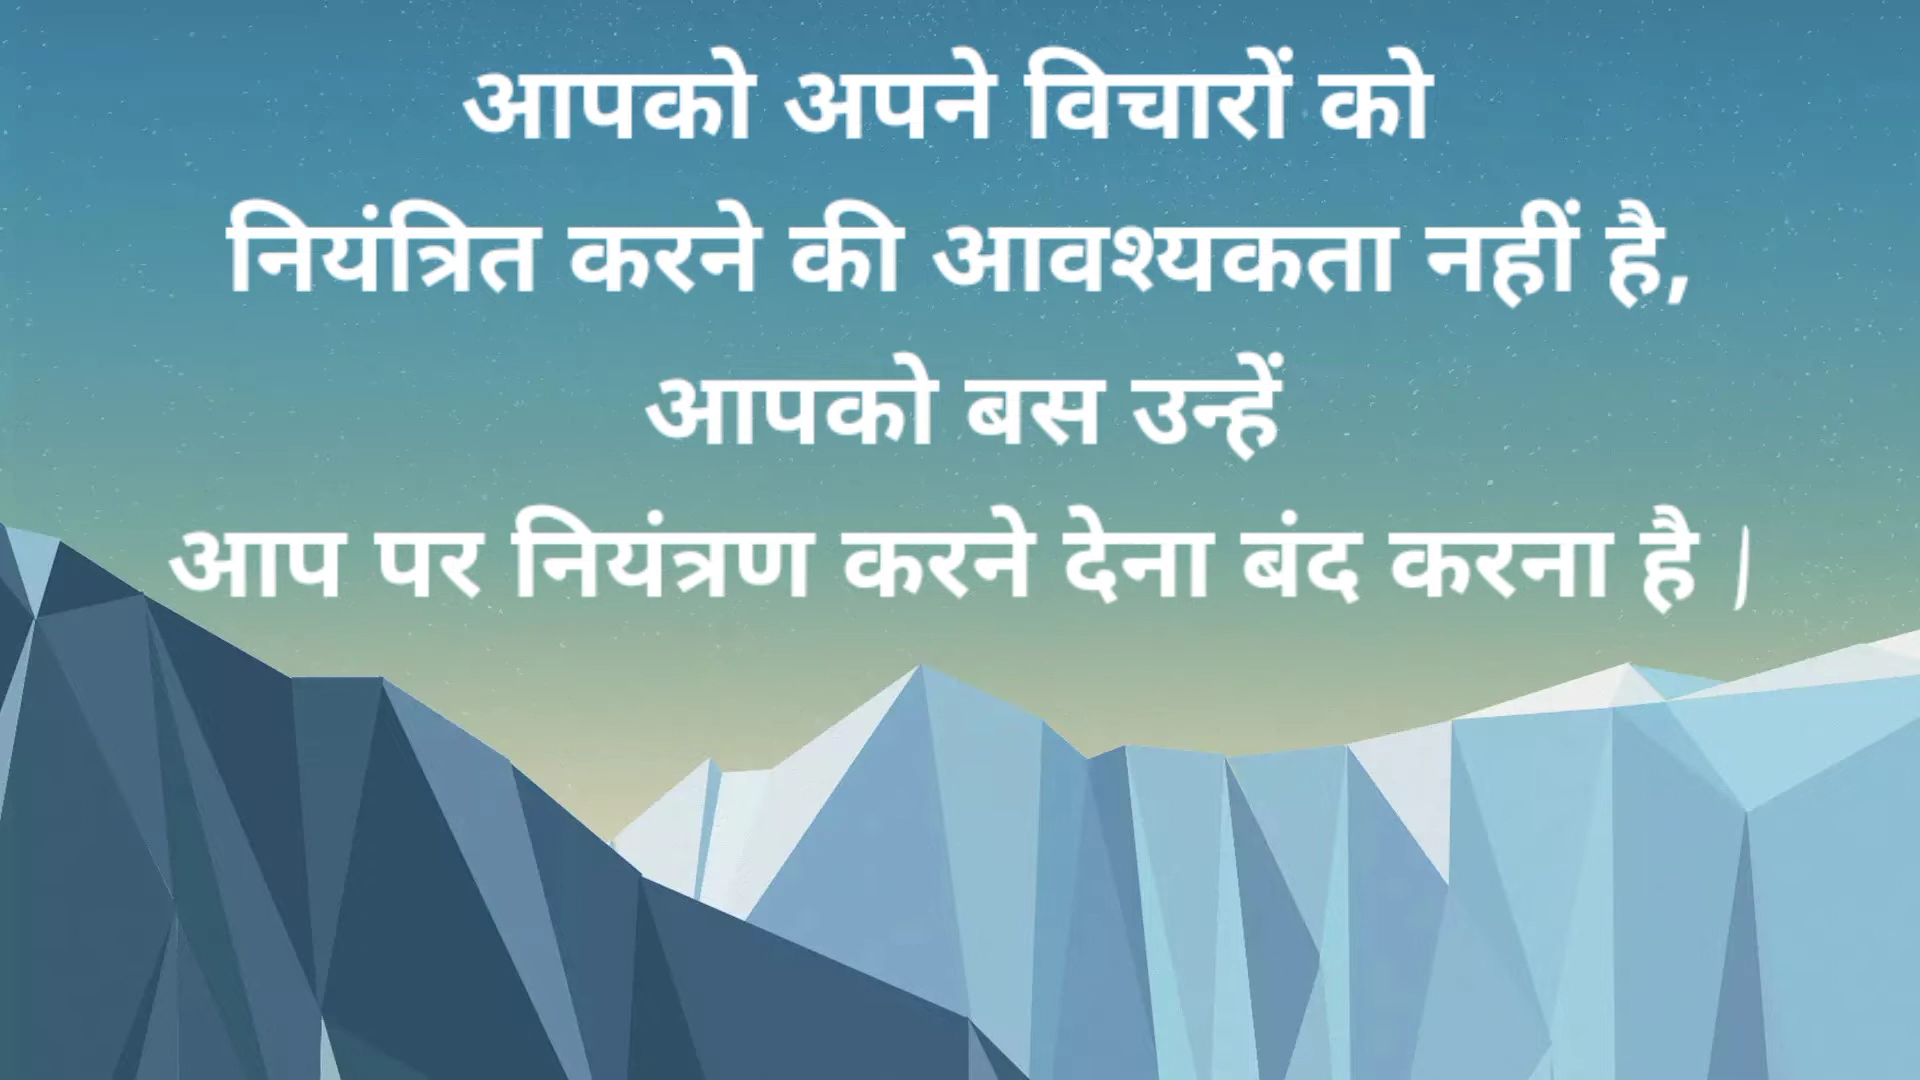 आपको अपने विचारों को
नियंत्रित करने की आवश्यकता नहीं है,
आपको बस उन्हें
आप पर नियंत्रण करने देना बंद करना है |